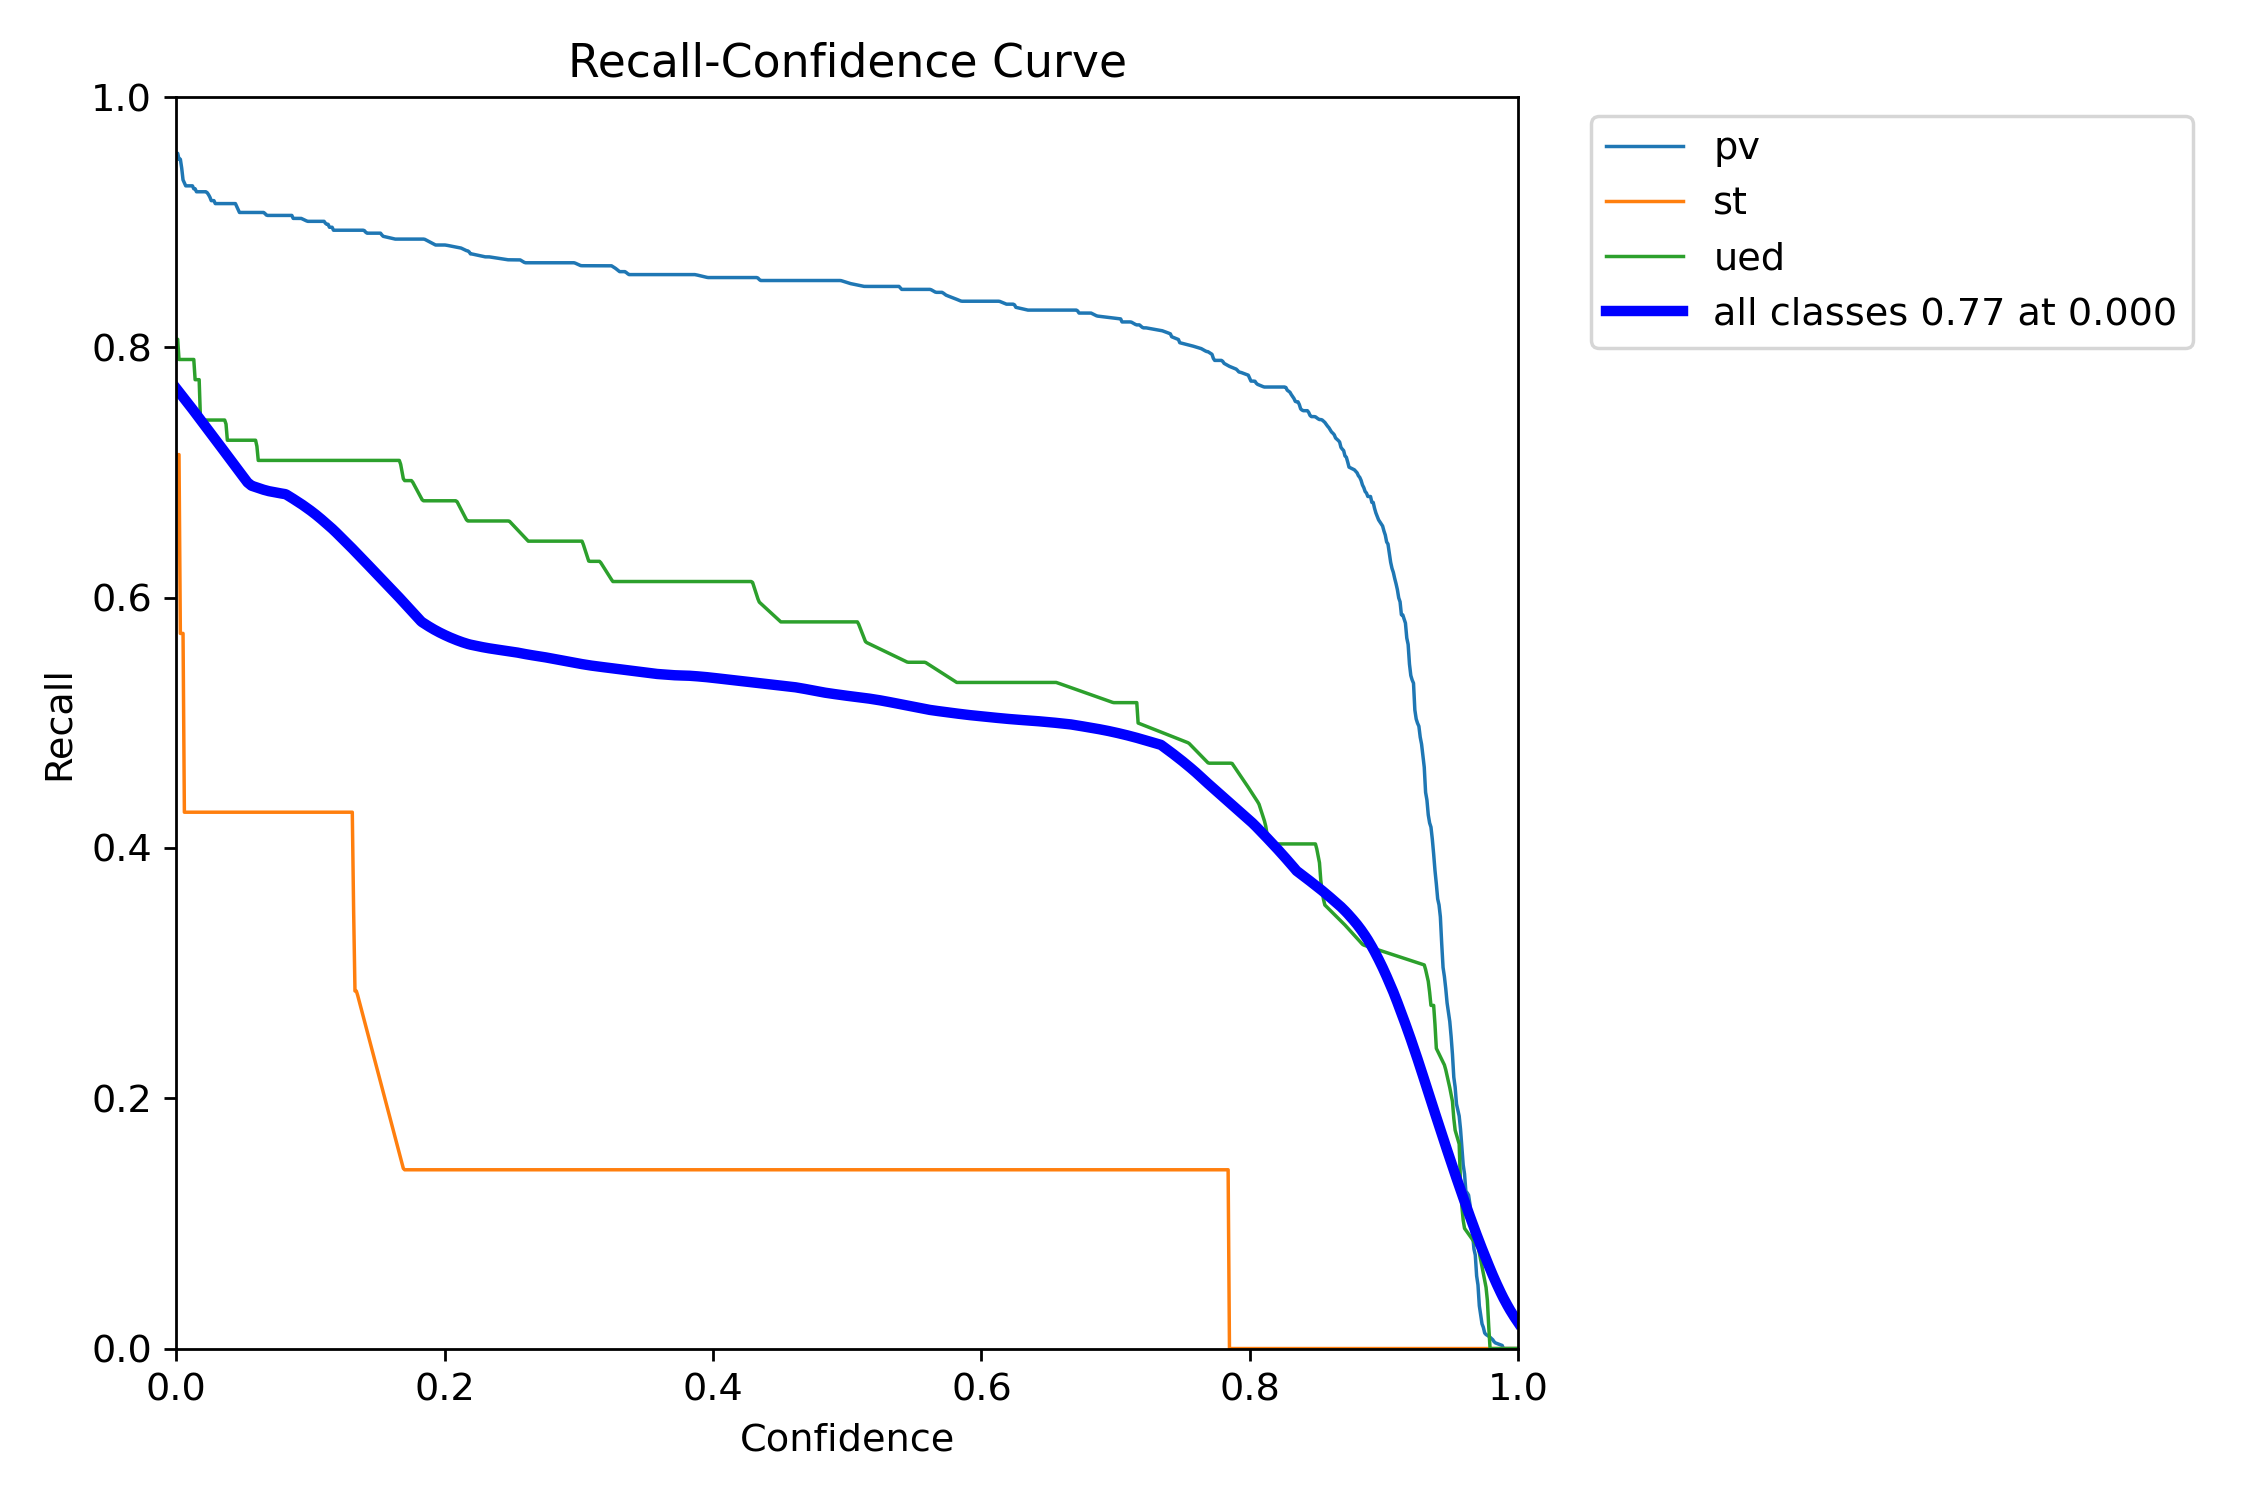 Recall-Confidence Curve
1.0
0.8
0.6
0.4
0.2
0.0
Recall
0.0 0.2 0.4 0.6 0.8 1.0
Confidence
pv
st
ued
all classes 0.77 at 0.000